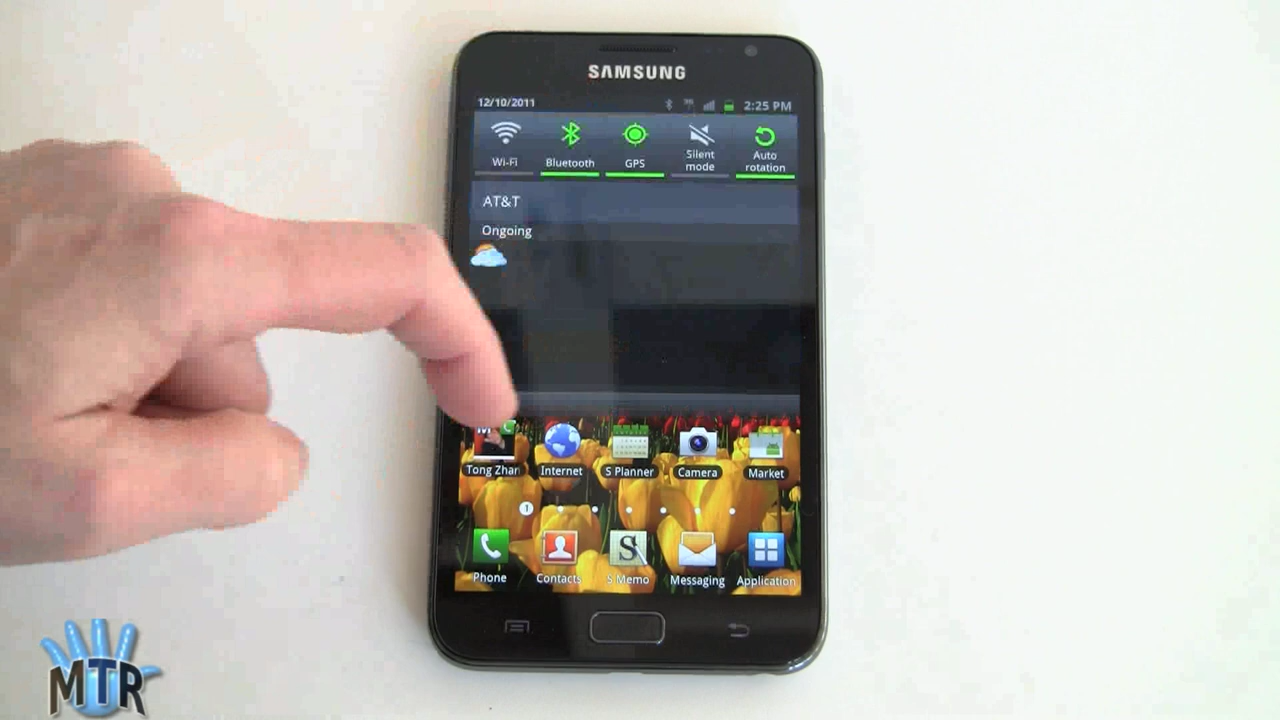 SAMSUNG
12/10/2011 2:25 PM
Wi-Fi Bluetooth GPS Silent mode Auto rotation
AT&T
Ongoing
Tong Zhan Internet S Planner Camera Market
1
Phone Contacts S Memo Messaging Application
MTR